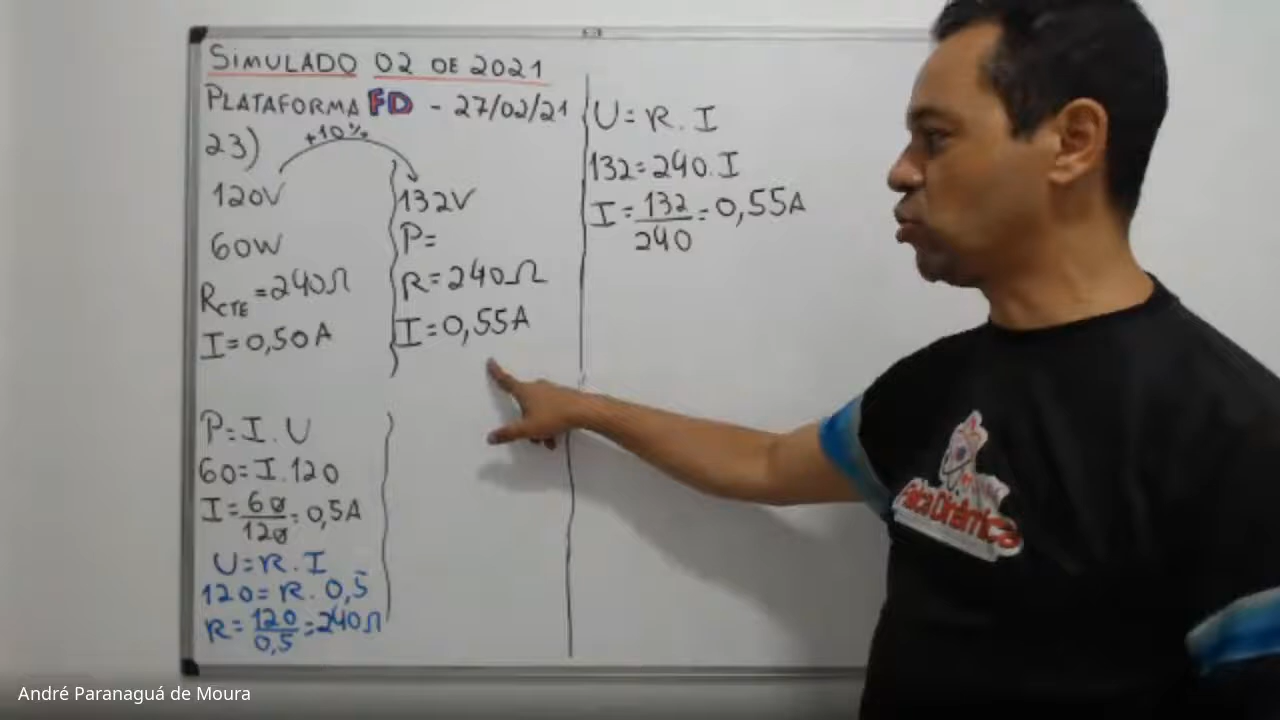 SIMULADO 02 DE 2021
PLATAFORMA FD - 27/02/21
23)
+10%
120V
60W
RCTE=240Ω
I=0,50A
132V
P=
R=240Ω
I=0,55A
P=I.U
60=I.120
I=60/120=0,5A
U=R.I
120=R.0,5
R=120/0,5=240Ω
U=R.I
132=240.I
I=132/240=0,55A
Física Dinâmica
André Paranaguá de Moura